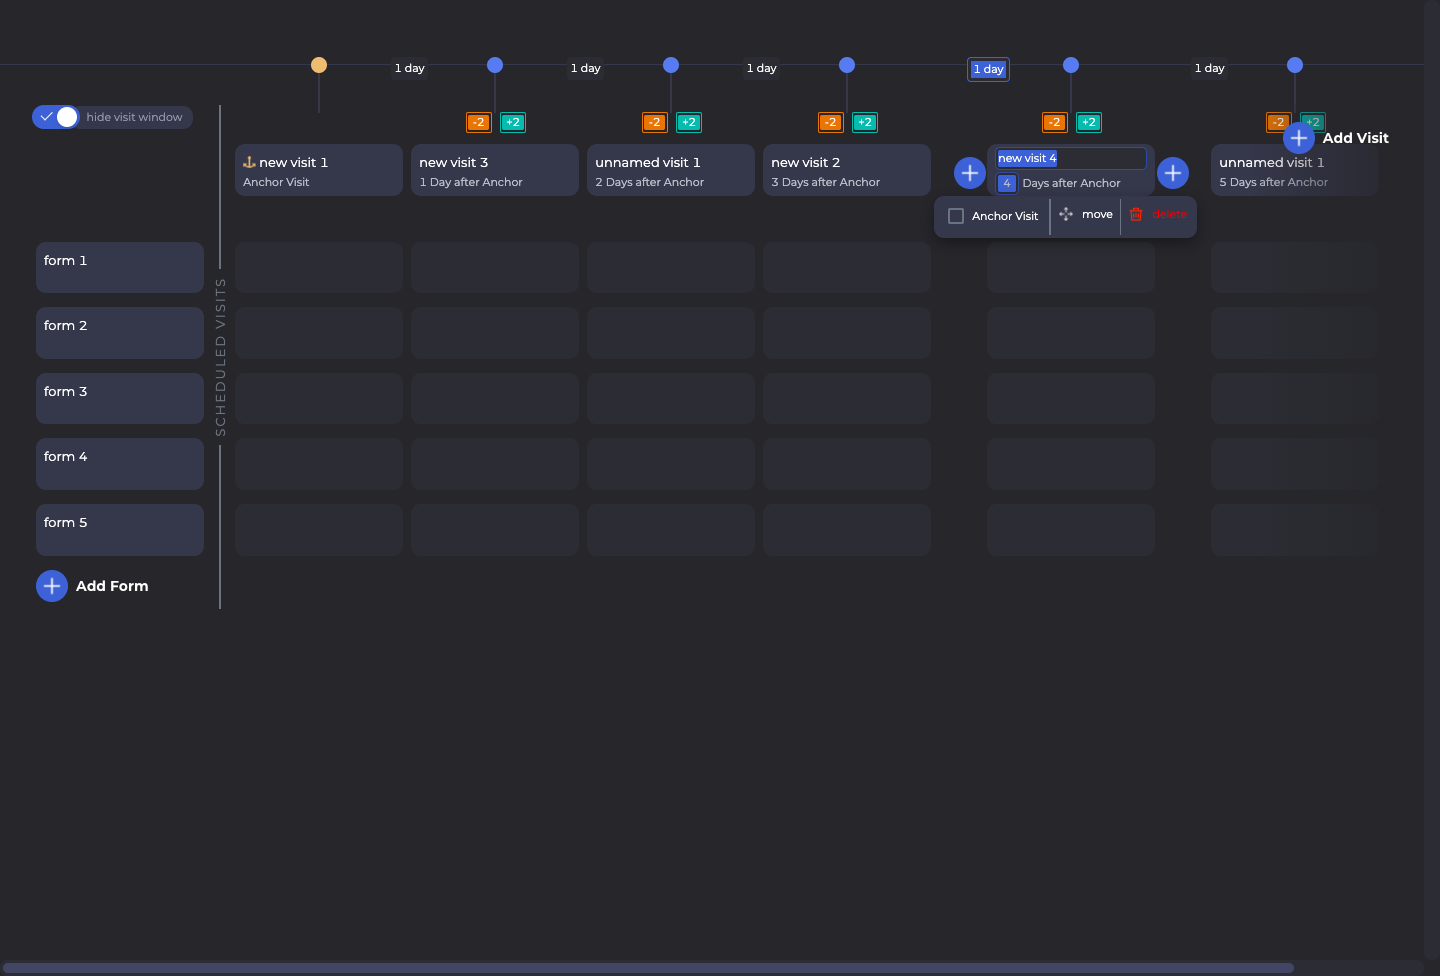 1 day
1 day
1 day
1 day
1 day
hide visit window
-2 +2
-2 +2
-2 +2
-2 +2
-2 +2
Add Visit
new visit 1
Anchor Visit
new visit 3
1 Day after Anchor
unnamed visit 1
2 Days after Anchor
new visit 2
3 Days after Anchor
new visit 4
4 Days after Anchor
unnamed visit 1
5 Days after Anchor
Anchor Visit
move
delete
SCHEDULED VISITS
form 1
form 2
form 3
form 4
form 5
Add Form